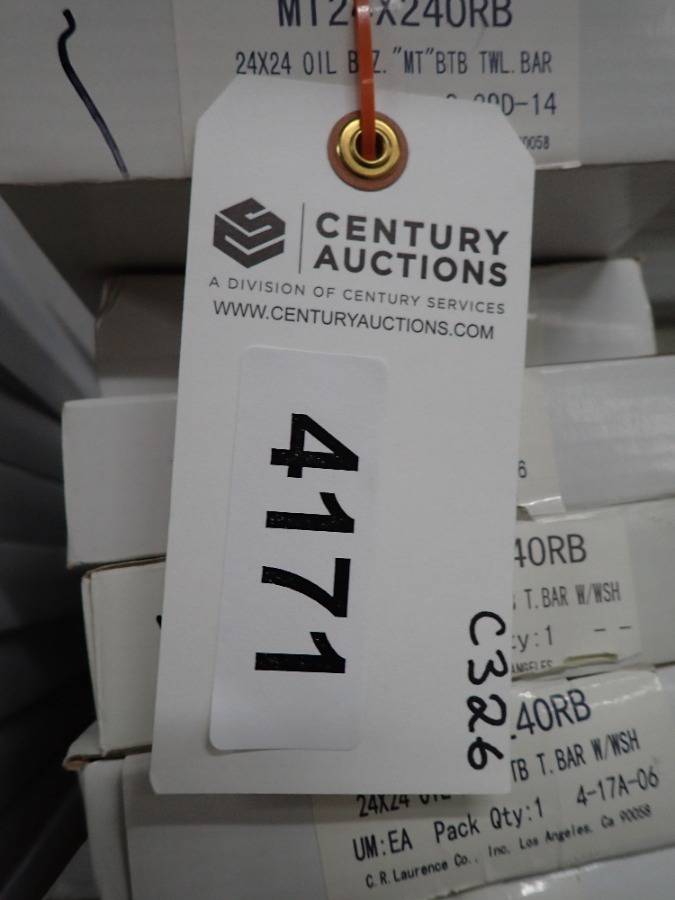 24X24 OIL "MT"BTB TWL.BAR
CENTURY
AUCTIONS
A DIVISION OF CENTURY SERVICES
WWW.CENTURYAUCTIONS.COM
4171
C326
6
40RB
T.BAR W/WSH
:1 - -
40RB
TB T.BAR W/WSH
24X24
4-17A-06
UM:EA Pack Qty:1
C.R.Laurence Co., Inc. Los Angeles, Ca 90058